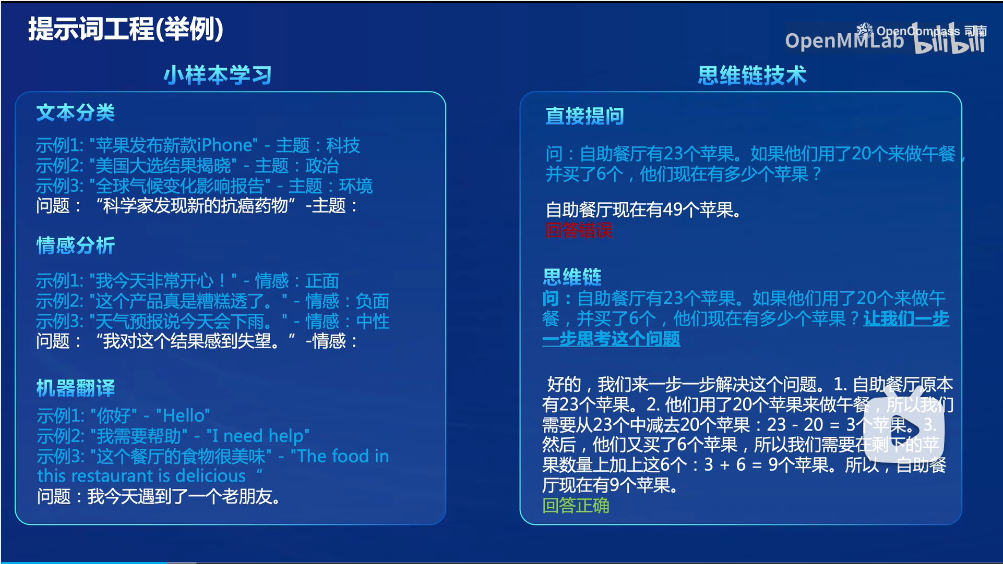 提示词工程(举例)
OpenCompass 司南
OpenMMLab bilibili
小样本学习
文本分类
示例1: "苹果发布新款iPhone" - 主题：科技
示例2: "美国大选结果揭晓" - 主题：政治
示例3: "全球气候变化影响报告" - 主题：环境
问题：“科学家发现新的抗癌药物”-主题：
情感分析
示例1: "我今天非常开心！" - 情感：正面
示例2: "这个产品真是糟糕透了。" - 情感：负面
示例3: "天气预报说今天会下雨。" - 情感：中性
问题：“我对这个结果感到失望。”-情感：
机器翻译
示例1: "你好" - "Hello"
示例2: "我需要帮助" - "I need help"
示例3: "这个餐厅的食物很美味" - "The food in
this restaurant is delicious “
问题：我今天遇到了一个老朋友。
思维链技术
直接提问
问：自助餐厅有23个苹果。如果他们用了20个来做午餐，
并买了6个，他们现在有多少个苹果？
自助餐厅现在有49个苹果。
回答错误
思维链
问：自助餐厅有23个苹果。如果他们用了20个来做午
餐，并买了6个，他们现在有多少个苹果？让我们一步
一步思考这个问题
好的，我们来一步一步解决这个问题。1. 自助餐厅原本
有23个苹果。2. 他们用了20个苹果来做午餐，所以我们
需要从23个中减去20个苹果：23 - 20 = 3个苹果。3.
然后，他们又买了6个苹果，所以我们需要在剩下的苹
果数量上加上这6个：3 + 6 = 9个苹果。所以，自助餐
厅现在有9个苹果。
回答正确